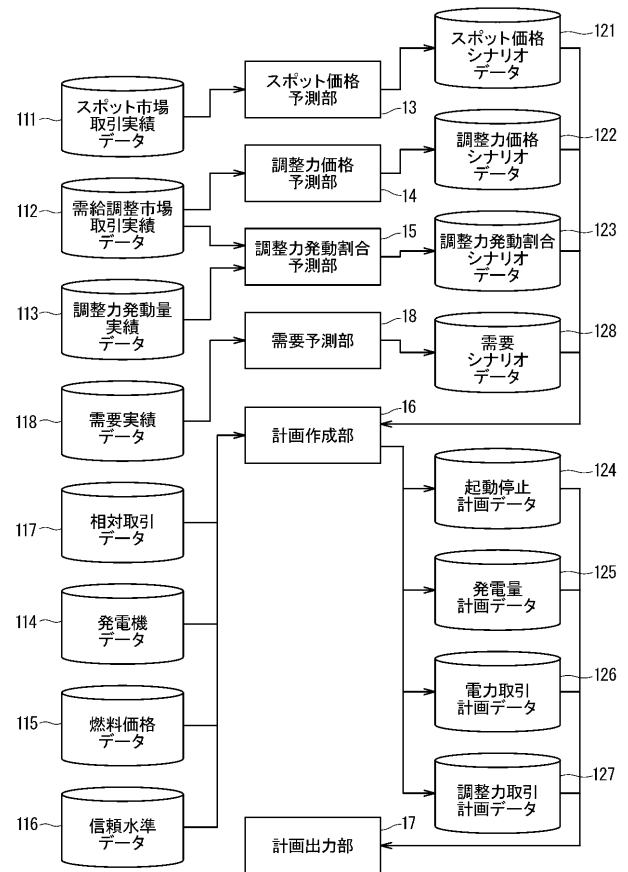 111
スポット市場
取引実績
データ
112
需給調整市場
取引実績
データ
113
調整力発動量
実績
データ
118
需要実績
データ
117
相対取引
データ
114
発電機
データ
115
燃料価格
データ
116
信頼水準
データ
スポット価格
予測部
13
調整力価格
予測部
14
15
調整力発動割合
予測部
18
需要予測部
16
計画作成部
17
計画出力部
121
スポット価格
シナリオ
データ
122
調整力価格
シナリオ
データ
123
調整力発動割合
シナリオ
データ
128
需要
シナリオ
データ
124
起動停止
計画データ
125
発電量
計画データ
126
電力取引
計画データ
127
調整力取引
計画データ